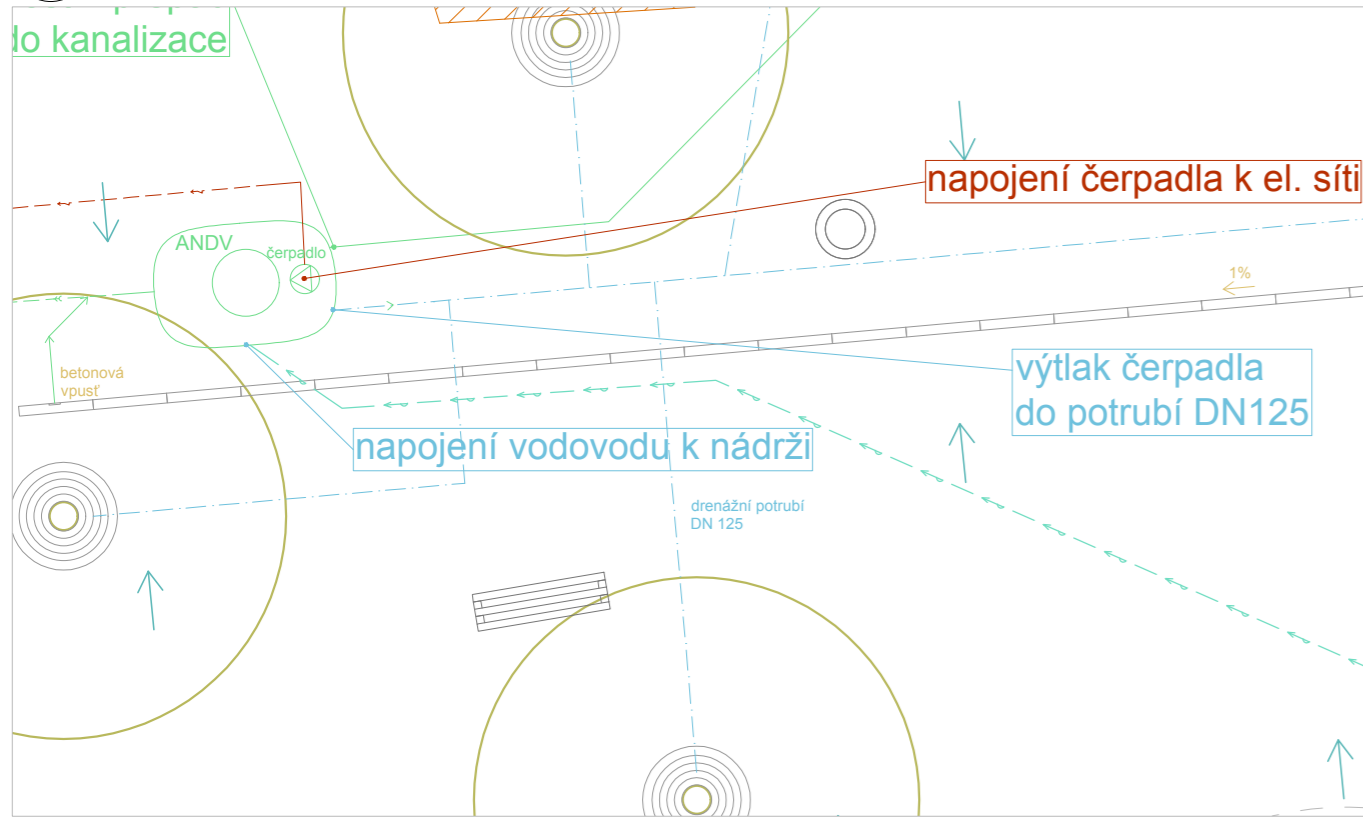 do kanalizace
napojení čerpadla k el. síti
ANDV
čerpadlo
1%
betonová
vpusť
výtlak čerpadla
do potrubí DN125
napojení vodovodu k nádrži
drenážní potrubí
DN 125